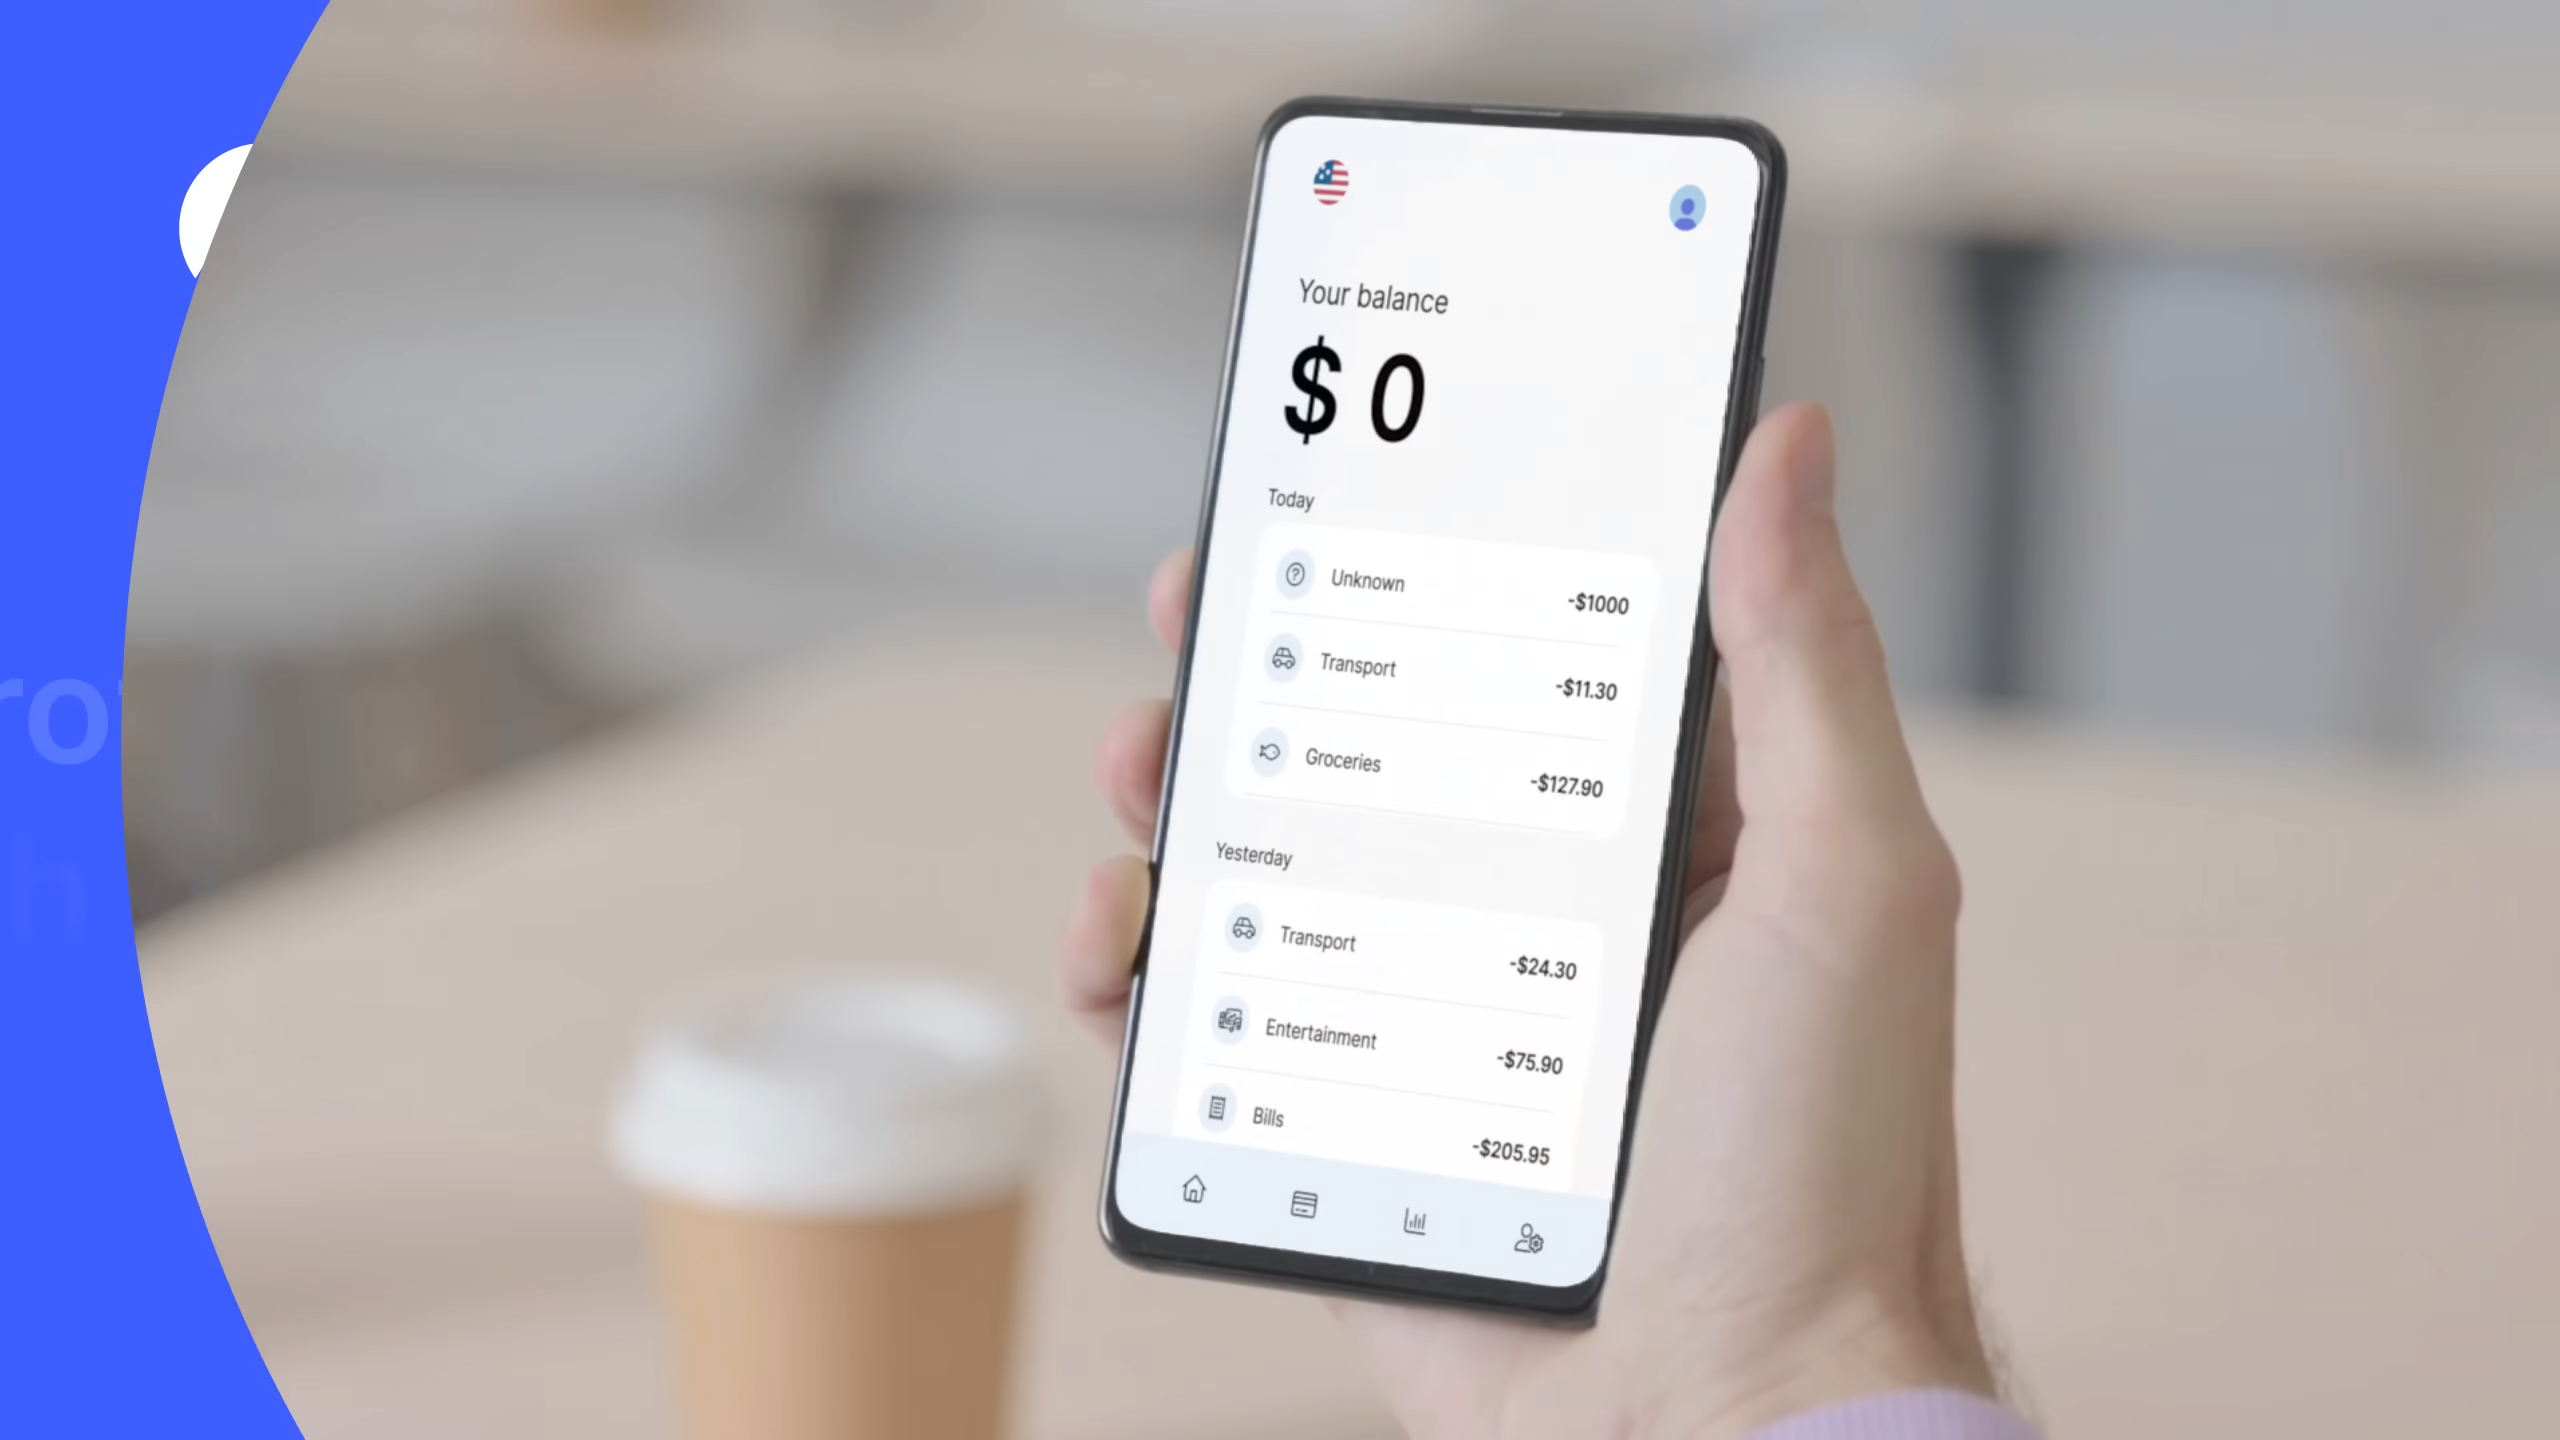 ro
h
Your balance
$ 0
Today
Unknown -$1000
Transport -$11.30
Groceries -$127.90
Yesterday
Transport -$24.30
Entertainment -$75.90
Bills -$205.95